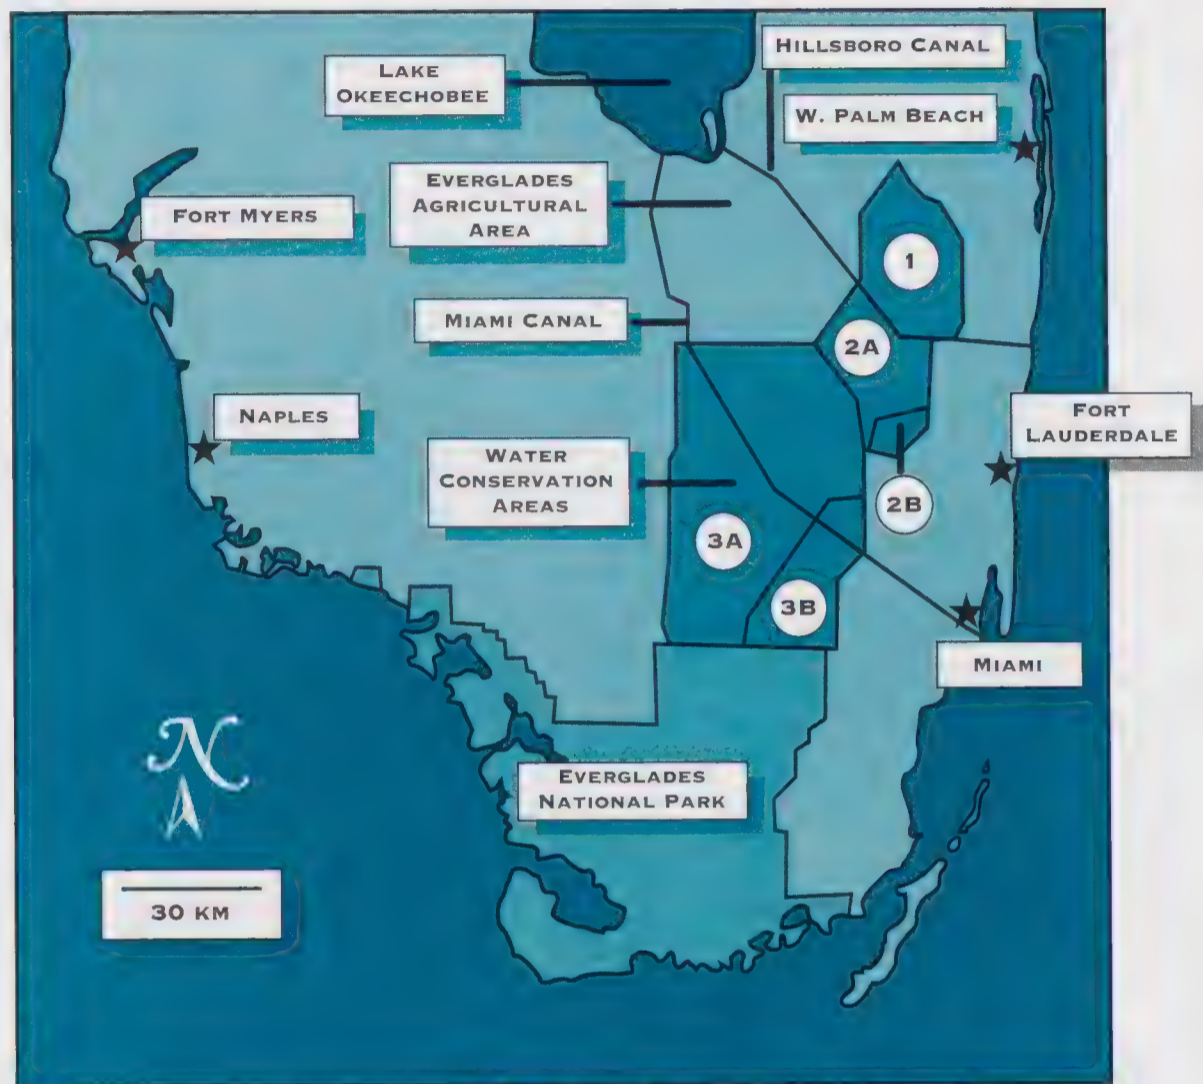 HILLSBORO CANAL
LAKE
OKEECHOBEE
W. PALM BEACH
EVERGLADES
AGRICULTURAL
AREA
FORT MYERS
1
MIAMI CANAL
2A
NAPLES
FORT
LAUDERDALE
WATER
CONSERVATION
AREAS
2B
3A
3B
MIAMI
N
EVERGLADES
NATIONAL PARK
30 KM